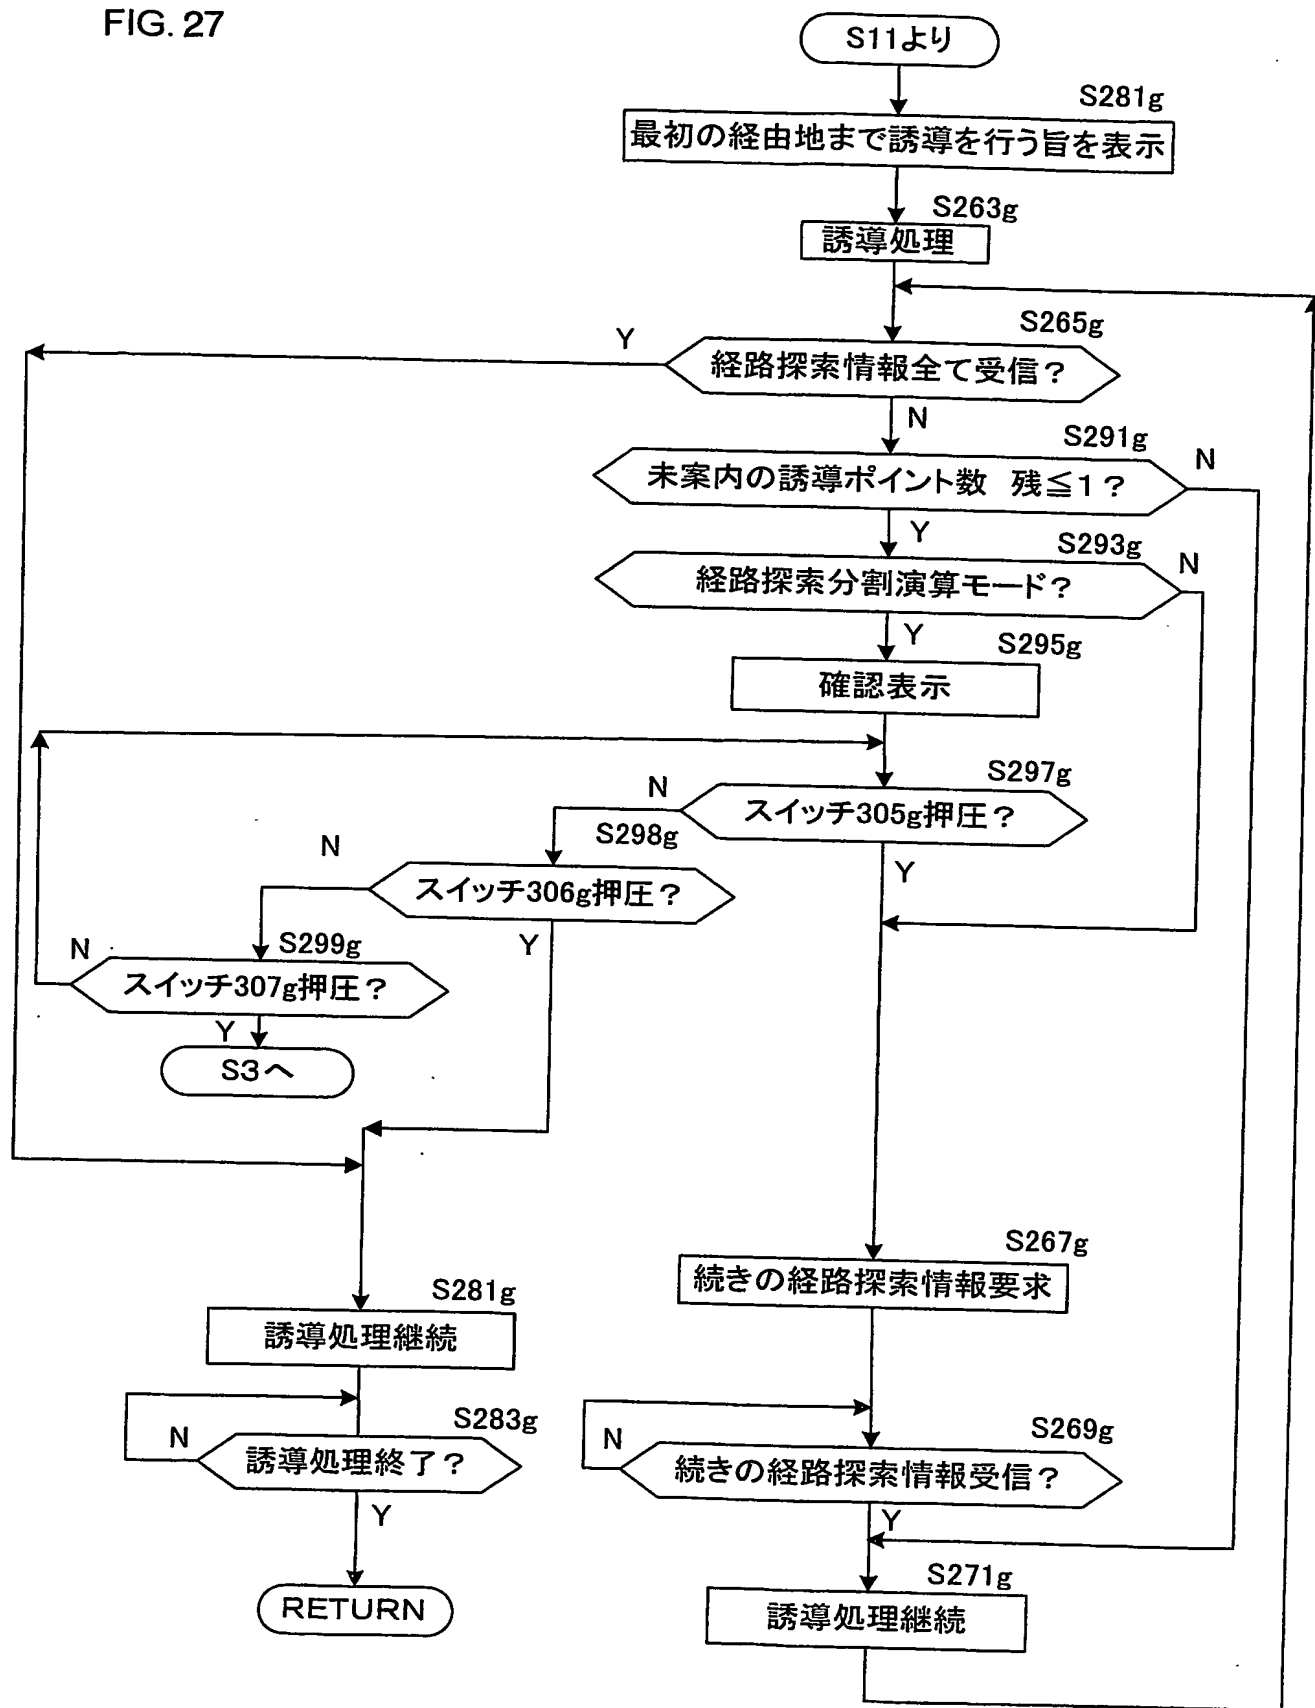 FIG. 27
S11より
S281g
最初の経由地まで誘導を行う旨を表示
S263g
誘導処理
S265g
Y
経路探索情報全て受信?
N
S291g
N
未案内の誘導ポイント数 残≦1?
Y
S293g
N
経路探索分割演算モード?
Y
S295g
確認表示
S297g
N
スイッチ305g押圧?
S298g
N
Y
スイッチ306g押圧?
Y
S299g
N
スイッチ307g押圧?
Y
S3へ
S267g
続きの経路探索情報要求
S281g
誘導処理継続
S283g
N
誘導処理終了?
Y
S269g
N
続きの経路探索情報受信?
Y
S271g
誘導処理継続
RETURN